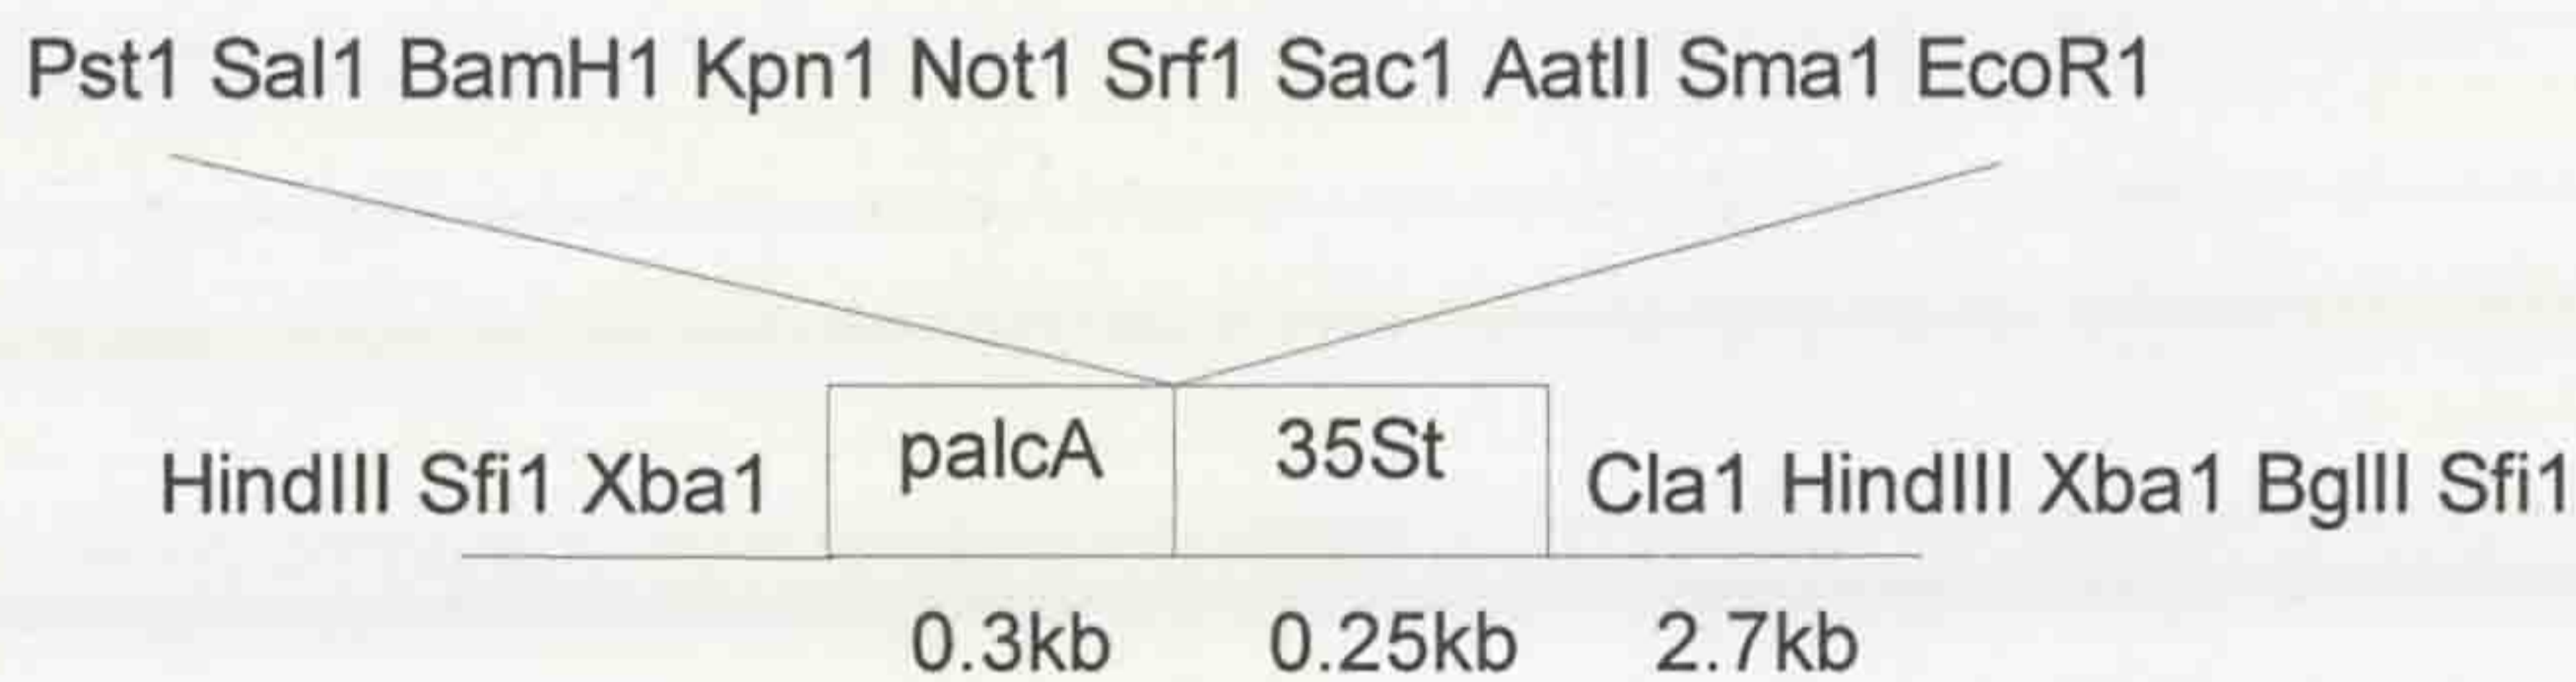 Pst1 Sal1 BamH1 Kpn1 Not1 Srf1 Sac1 AatII Sma1 EcoR1
HindIII Sfi1 Xba1 palcA 35St Cla1 HindIII Xba1 BglII Sfi1
0.3kb 0.25kb 2.7kb